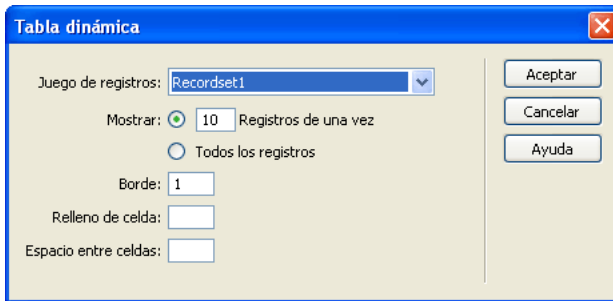 Tabla dinámica
Juego de registros: Recordset1
Aceptar
Mostrar: 10 Registros de una vez
Cancelar
Todos los registros
Ayuda
Borde: 1
Relleno de celda:
Espacio entre celdas: